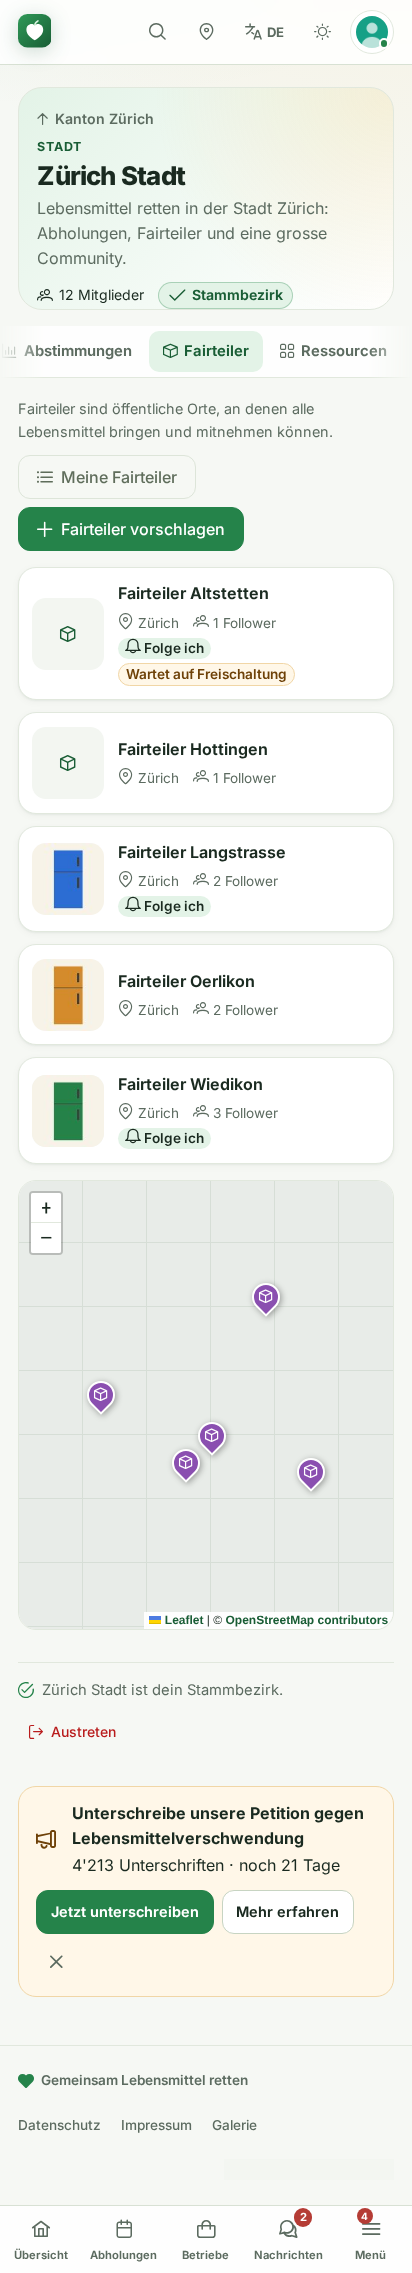 DE
Kanton Zürich
STADT
Zürich Stadt
Lebensmittel retten in der Stadt Zürich:
Abholungen, Fairteiler und eine grosse
Community.
12 Mitglieder Stammbezirk
Abstimmungen Fairteiler Ressourcen
Fairteiler sind öffentliche Orte, an denen alle
Lebensmittel bringen und mitnehmen können.
Meine Fairteiler
Fairteiler vorschlagen
Fairteiler Altstetten
Zürich 1 Follower
Folge ich
Wartet auf Freischaltung
Fairteiler Hottingen
Zürich 1 Follower
Fairteiler Langstrasse
Zürich 2 Follower
Folge ich
Fairteiler Oerlikon
Zürich 2 Follower
Fairteiler Wiedikon
Zürich 3 Follower
Folge ich
+
−
Leaflet | © OpenStreetMap contributors
Zürich Stadt ist dein Stammbezirk.
Austreten
Unterschreibe unsere Petition gegen
Lebensmittelverschwendung
4'213 Unterschriften · noch 21 Tage
Jetzt unterschreiben Mehr erfahren
Gemeinsam Lebensmittel retten
Datenschutz Impressum Galerie
2 4
Übersicht Abholungen Betriebe Nachrichten Menü